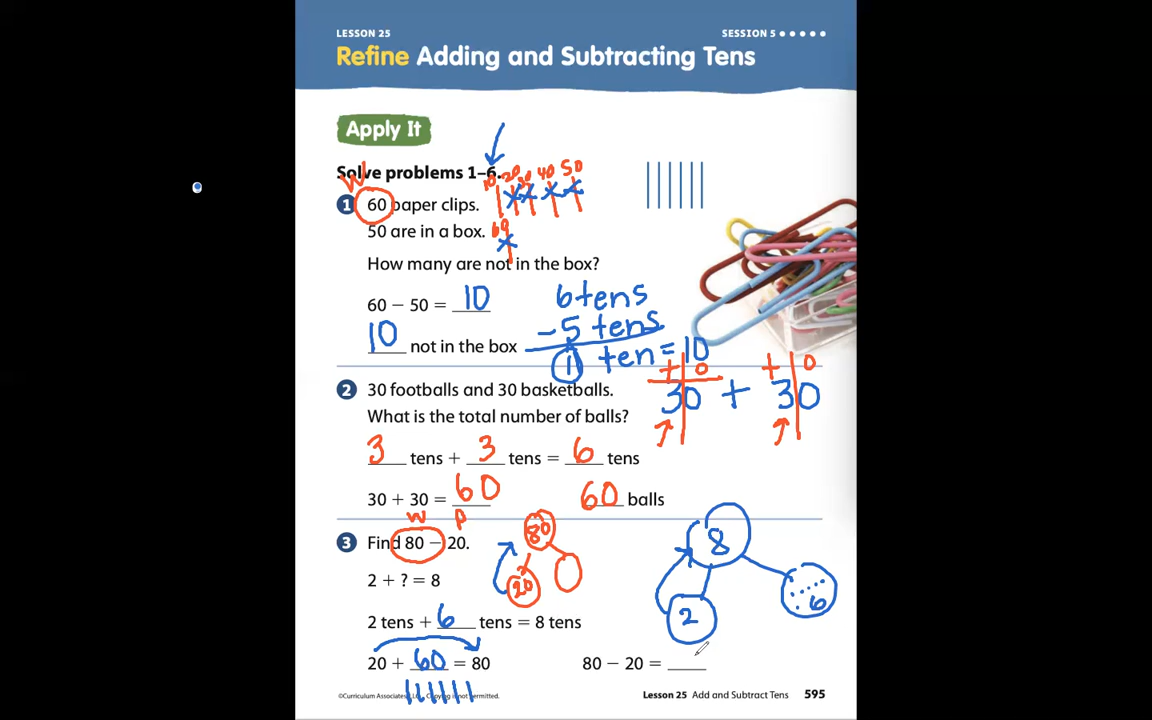 LESSON 25
SESSION 5
Refine Adding and Subtracting Tens
Apply It
Solve problems 1–6.
W
10 20 30 40 50
1 60 paper clips.
50 are in a box.
60
How many are not in the box?
60 − 50 = 10
10 not in the box
6 tens
− 5 tens
1 ten = 10
T O T O
30 + 30
2 30 footballs and 30 basketballs.
What is the total number of balls?
3 tens + 3 tens = 6 tens
30 + 30 = 60
60 balls
W P
3 Find 80 − 20.
2 + ? = 8
2 tens + 6 tens = 8 tens
20 + 60 = 80
80
20
8
2 6
80 − 20 = ____
Lesson 25 Add and Subtract Tens 595